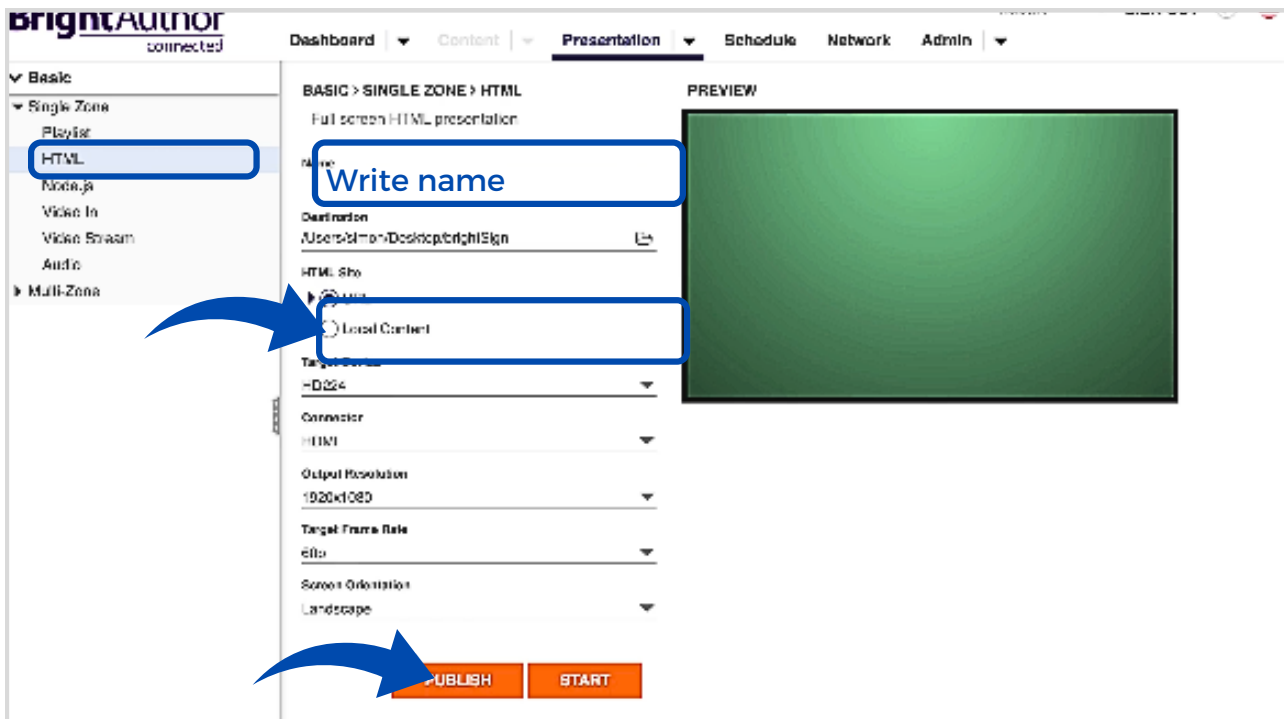 BrightAuthor
connected
Dashboard Content Presentation Schedule Network Admin
Basic
Single Zone
Playlist
HTML
Node.js
Video In
Video Stream
Audio
Multi-Zone
BASIC > SINGLE ZONE > HTML
Full screen HTML presentation
Name
Write name
Destination
/Users/simon/Desktop/brightSign
HTML Site
Local Content
Target
HD224
Connector
HDMI
Output Resolution
1920x1080
Target Frame Rate
Screen Orientation
Landscape
PUBLISH START
PREVIEW